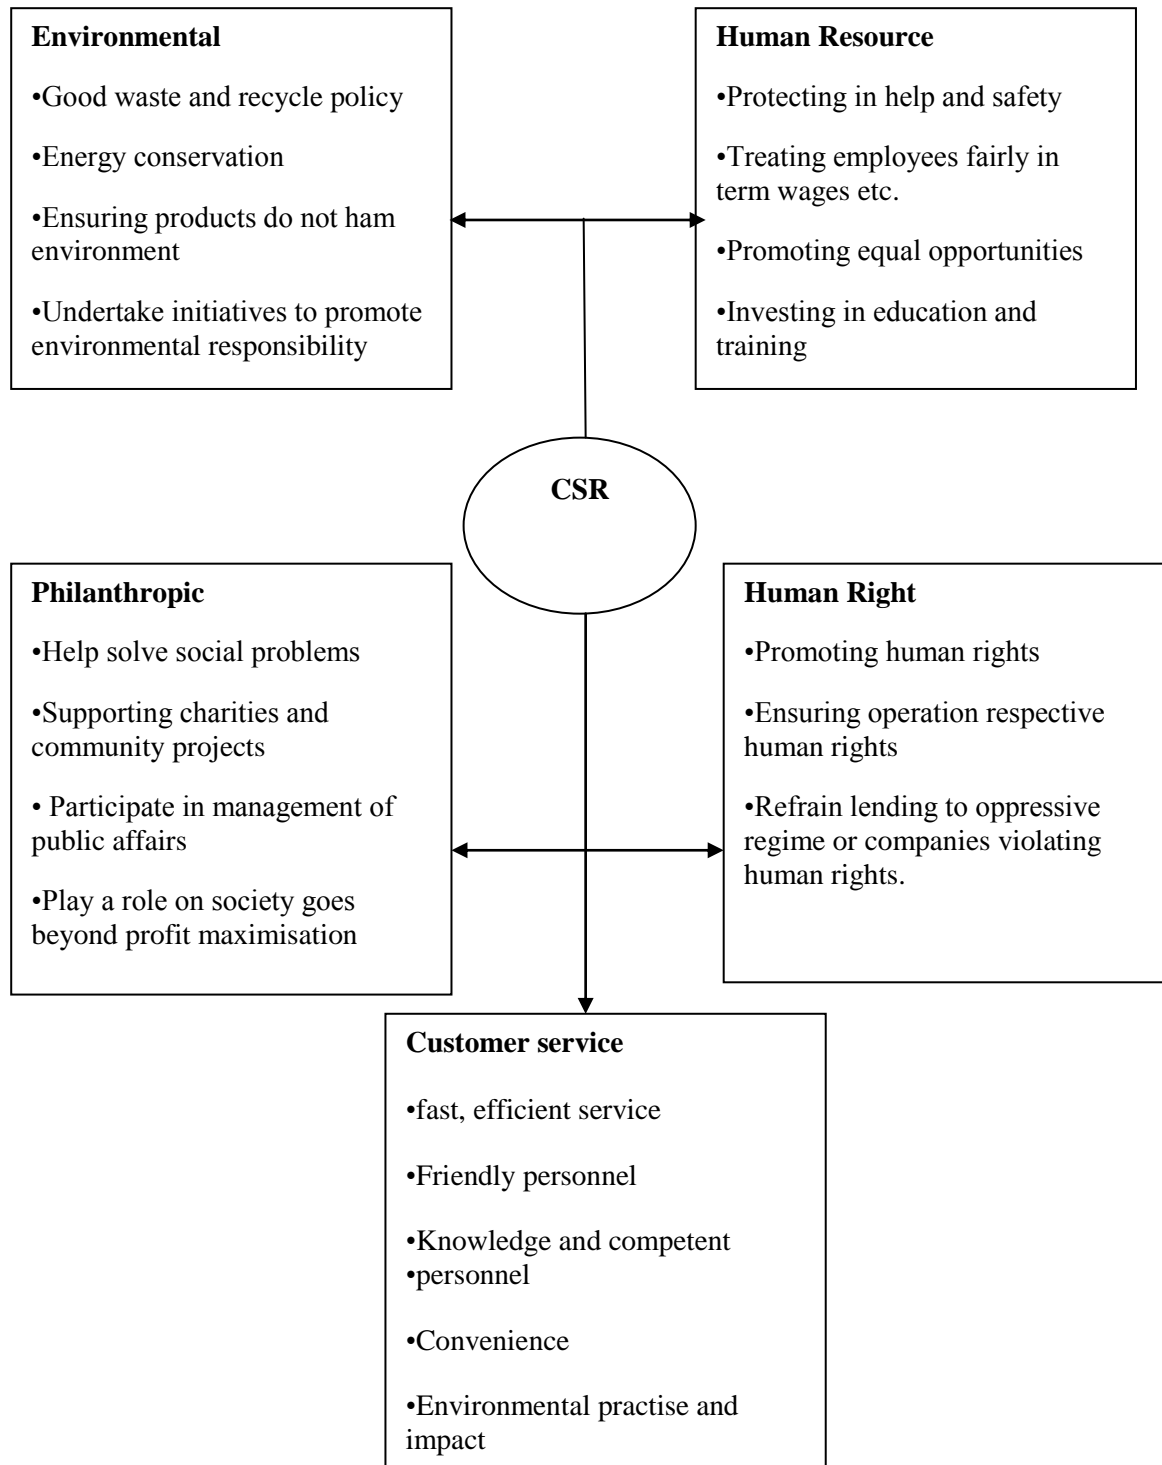 Environmental
•Good waste and recycle policy
•Energy conservation
•Ensuring products do not ham
environment
•Undertake initiatives to promote
environmental responsibility
Human Resource
•Protecting in help and safety
•Treating employees fairly in
term wages etc.
•Promoting equal opportunities
•Investing in education and
training
CSR
Philanthropic
•Help solve social problems
•Supporting charities and
community projects
• Participate in management of
public affairs
•Play a role on society goes
beyond profit maximisation
Human Right
•Promoting human rights
•Ensuring operation respective
human rights
•Refrain lending to oppressive
regime or companies violating
human rights.
Customer service
•fast, efficient service
•Friendly personnel
•Knowledge and competent
•personnel
•Convenience
•Environmental practise and
impact